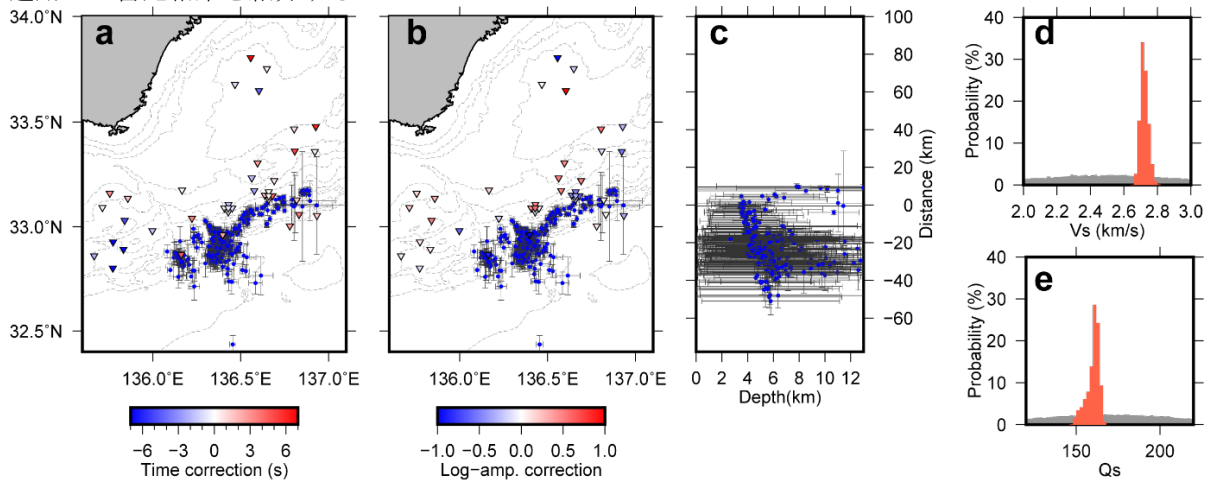 a
b
c
d
e
34.0°N
33.5°N
33.0°N
32.5°N
136.0°E 136.5°E 137.0°E
136.0°E 136.5°E 137.0°E
−6 −3 0 3 6
Time correction (s)
−1.0 −0.5 0.0 0.5 1.0
Log-amp. correction
100
80
60
40
20
0
−20
−40
−60
Distance (km)
0 2 4 6 8 10 12
Depth(km)
40
30
20
10
0
Probability (%)
2.0 2.2 2.4 2.6 2.8 3.0
Vs (km/s)
40
30
20
10
0
Probability (%)
150 200
Qs